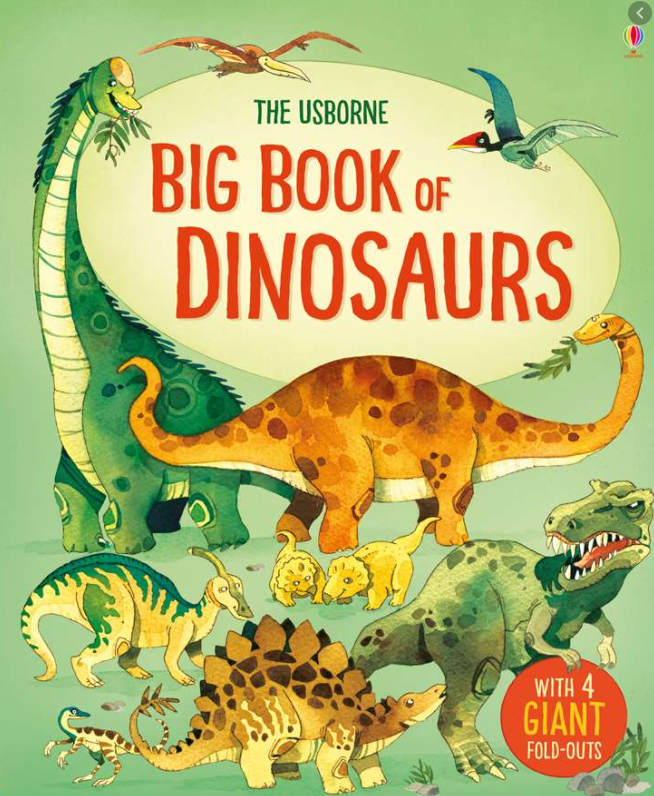 THE USBORNE
BIG BOOK OF
DINOSAURS
WITH 4
GIANT
FOLD-OUTS